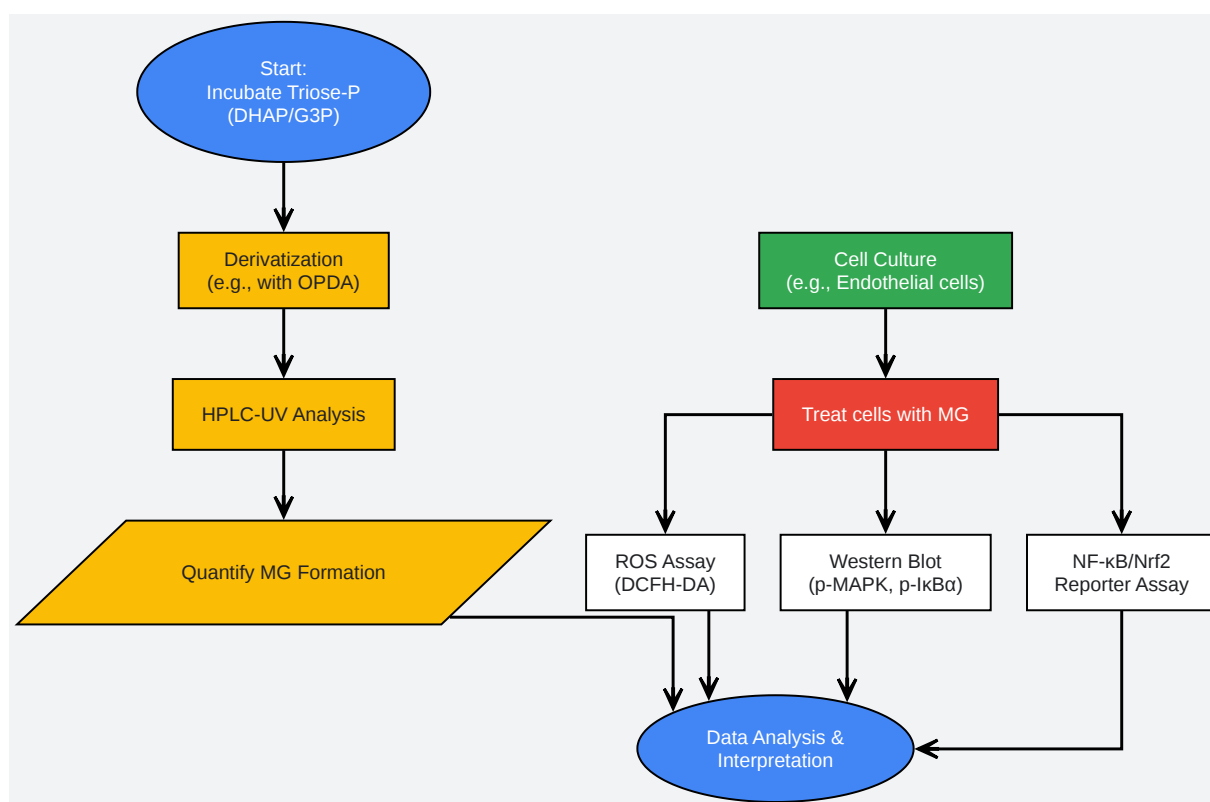 Start:
Incubate Triose-P
(DHAP/G3P)
Derivatization
(e.g., with OPDA)
HPLC-UV Analysis
Quantify MG Formation
Cell Culture
(e.g., Endothelial cells)
Treat cells with MG
ROS Assay
(DCFH-DA)
Western Blot
(p-MAPK, p-IκBα)
NF-κB/Nrf2
Reporter Assay
Data Analysis &
Interpretation